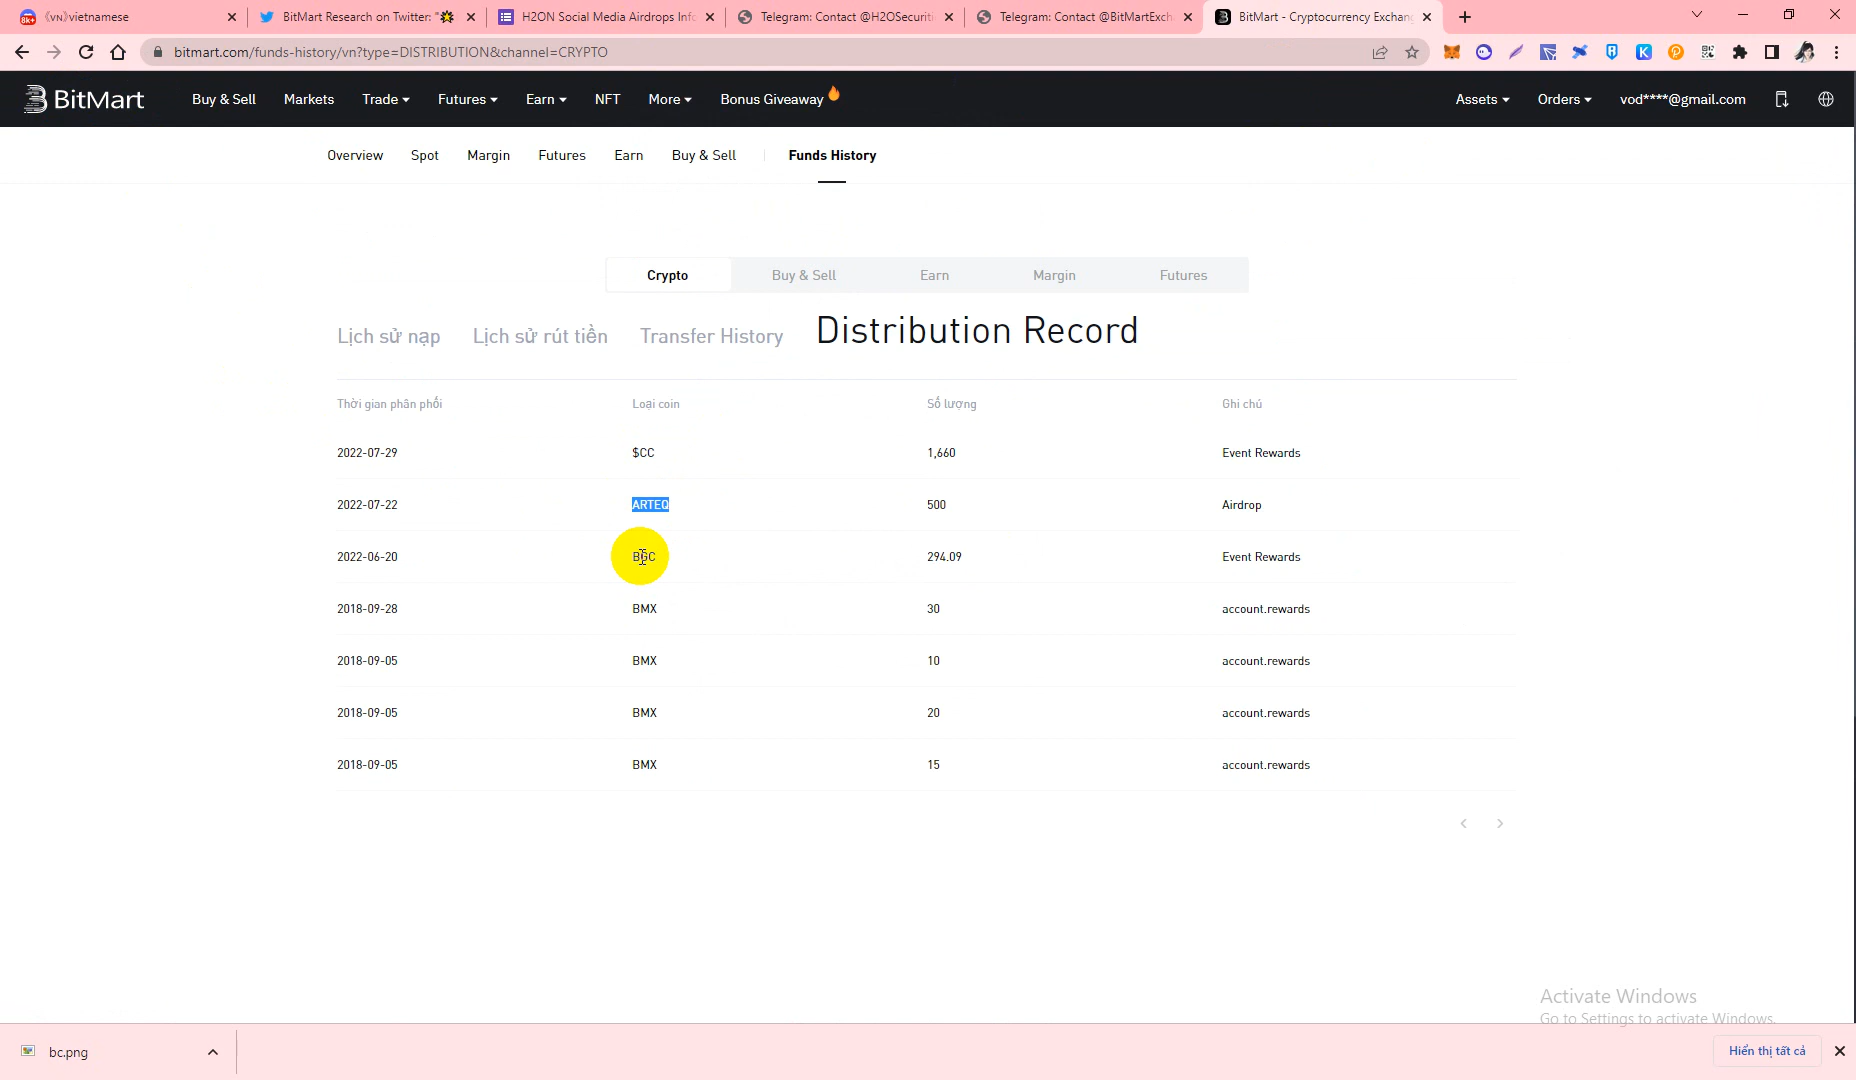 《VN》vietnamese
BitMart Research on Twitter: "
H2ON Social Media Airdrops Info
Telegram: Contact @H2OSecuriti
Telegram: Contact @BitMartExch
BitMart - Cryptocurrency Exchang
bitmart.com/funds-history/vn?type=DISTRIBUTION&channel=CRYPTO
BitMart
Buy & Sell
Markets
Trade
Futures
Earn
NFT
More
Bonus Giveaway
Assets
Orders
vod****@gmail.com
Overview
Spot
Margin
Futures
Earn
Buy & Sell
Funds History
Crypto
Buy & Sell
Earn
Margin
Futures
Lịch sử nạp
Lịch sử rút tiền
Transfer History
Distribution Record
Thời gian phân phối
Loại coin
Số lượng
Ghi chú
2022-07-29 $CC 1,660 Event Rewards
2022-07-22 ARTEQ 500 Airdrop
2022-06-20 BGC 294.09 Event Rewards
2018-09-28 BMX 30 account.rewards
2018-09-05 BMX 10 account.rewards
2018-09-05 BMX 20 account.rewards
2018-09-05 BMX 15 account.rewards
Activate Windows
Go to Settings to activate Windows.
bc.png
Hiển thị tất cả